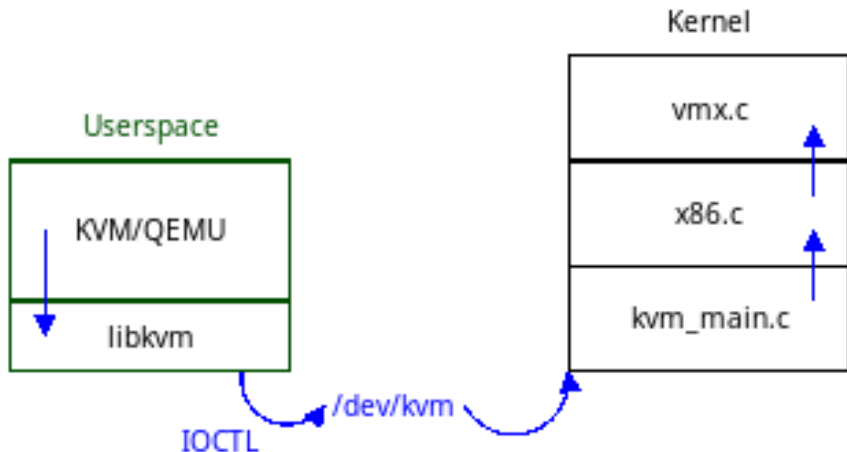 Kernel
vmx.c
Userspace
x86.c
KVM/QEMU
kvm_main.c
libkvm
/dev/kvm
IOCTL